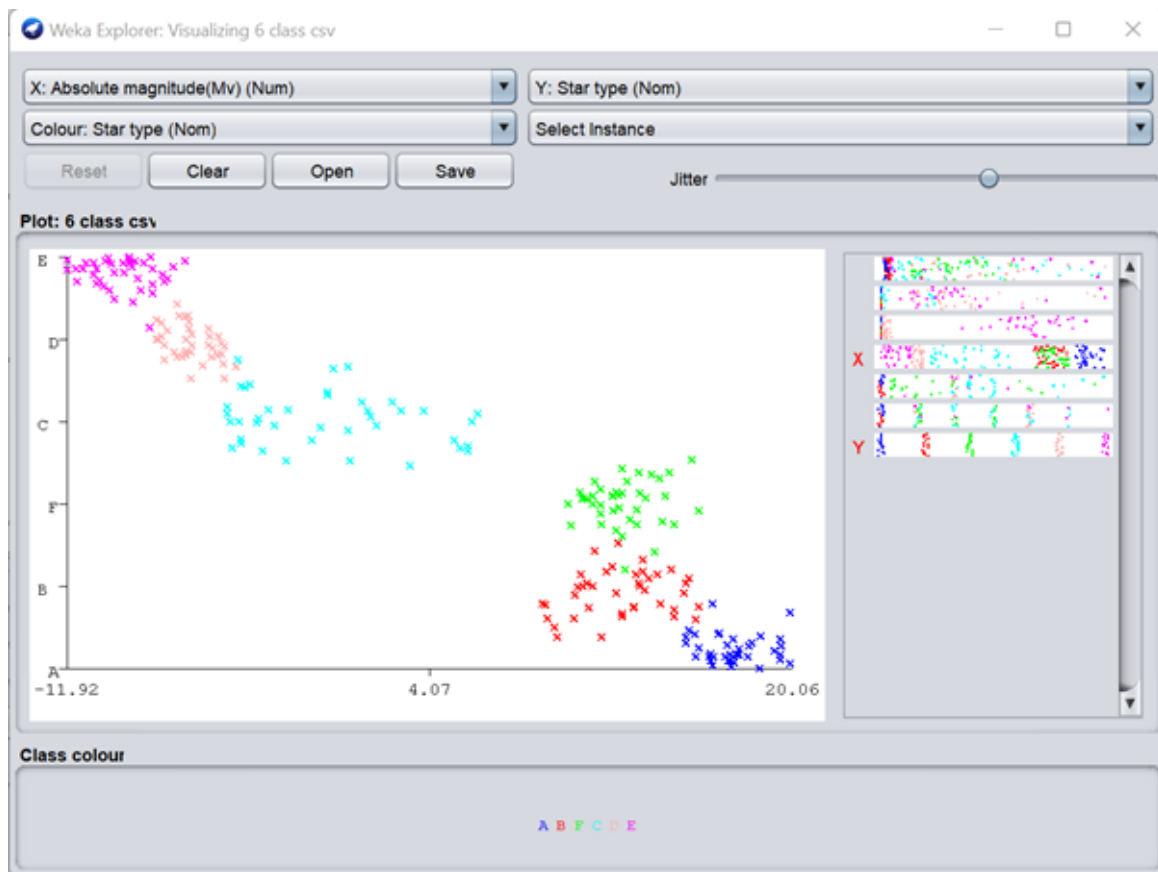 Weka Explorer: Visualizing 6 class csv
X: Absolute magnitude(Mv) (Num)
Y: Star type (Nom)
Colour: Star type (Nom)
Select Instance
Reset
Clear
Open
Save
Jitter
Plot: 6 class csv
E
D
C
F
B
A
-11.92
4.07
20.06
X
Y
Class colour
A B F C D E